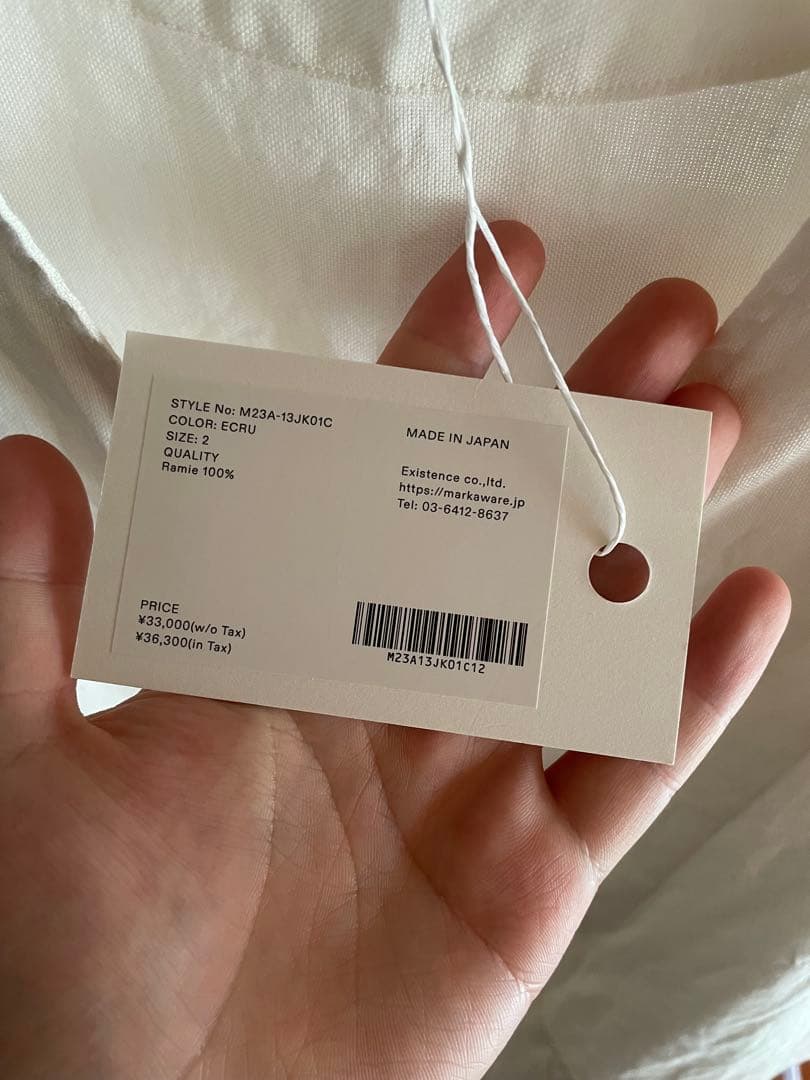 STYLE No: M23A-13JK01C
COLOR: ECRU
SIZE: 2
QUALITY
Ramie 100%
MADE IN JAPAN
Existence co.,ltd.
https://markaware.jp
Tel: 03-6412-8637
PRICE
¥33,000(w/o Tax)
¥36,300(in Tax)
M23A13JK01C12